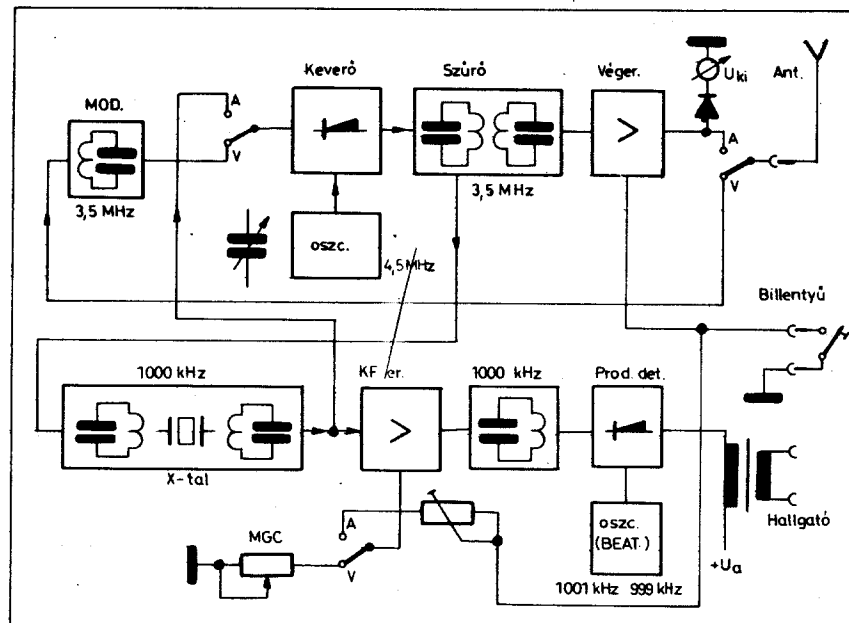 Keverő
Szűrő
Véger.
Uki
Ant.
MOD.
A
V
A
V
3,5 MHz
3,5 MHz
oszc.
4,5 MHz
Billentyű
1000 kHz
KF er.
1000 kHz
Prod. det.
X-tal
MGC
A
V
oszc.
(BEAT.)
Hallgató
+Ua
1001 kHz 999 kHz